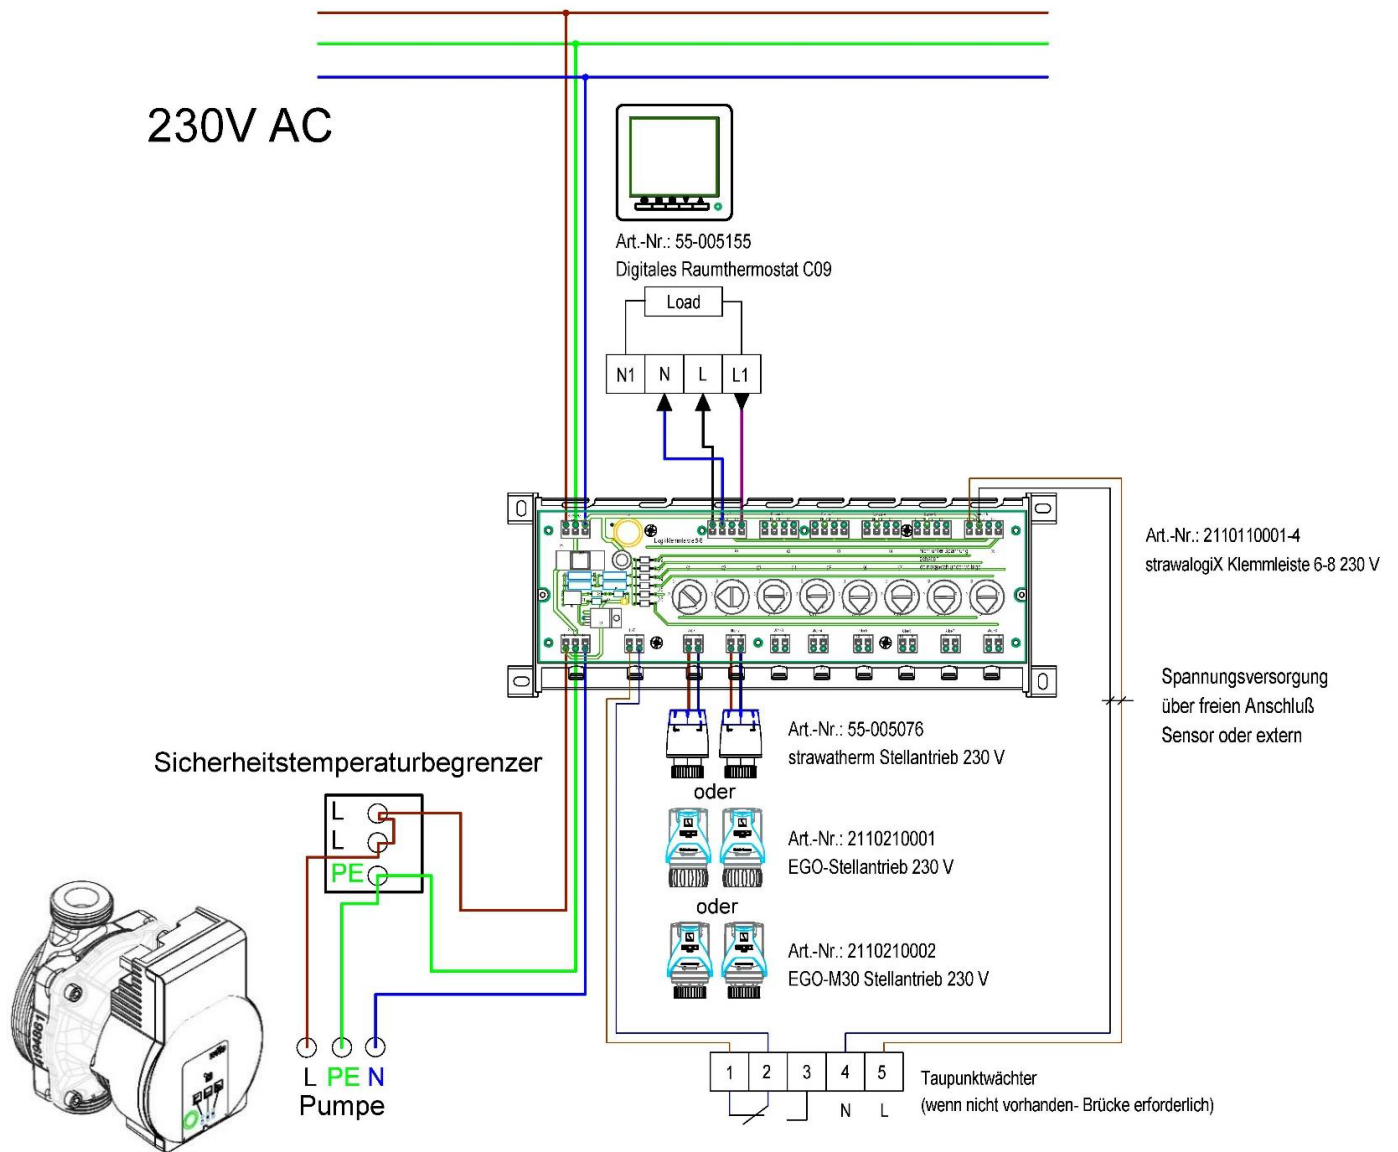 230V AC
Art.-Nr.: 55-005155
Digitales Raumthermostat C09
Load
N1 N L L1
Art.-Nr.: 2110110001-4
strawalogiX Klemmleiste 6-8 230 V
Spannungsversorgung
über freien Anschluß
Sensor oder extern
Art.-Nr.: 55-005076
strawatherm Stellantrieb 230 V
oder
Sicherheitstemperaturbegrenzer
L
L
PE
Art.-Nr.: 2110210001
EGO-Stellantrieb 230 V
oder
Art.-Nr.: 2110210002
EGO-M30 Stellantrieb 230 V
L PE N
Pumpe
1 2 3 4 5
N L
Taupunktwächter
(wenn nicht vorhanden- Brücke erforderlich)